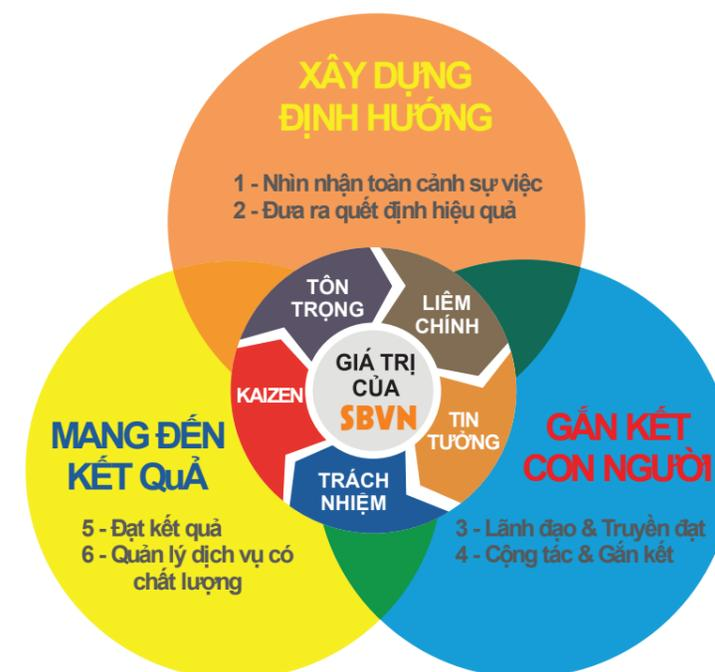 XÂY DỰNG
ĐỊNH HƯỚNG
1 - Nhìn nhận toàn cảnh sự việc
2 - Đưa ra quết định hiệu quả
TÔN
TRỌNG
LIÊM
CHÍNH
GIÁ TRỊ
CỦA
SBVN
KAIZEN
TIN
TƯỞNG
TRÁCH
NHIỆM
MANG ĐẾN
KẾT QuẢ
5 - Đạt kết quả
6 - Quản lý dịch vụ có
chất lượng
GẮN KẾT
CON NGƯỜI
3 - Lãnh đạo & Truyền đạt
4 - Cộng tác & Gắn kết